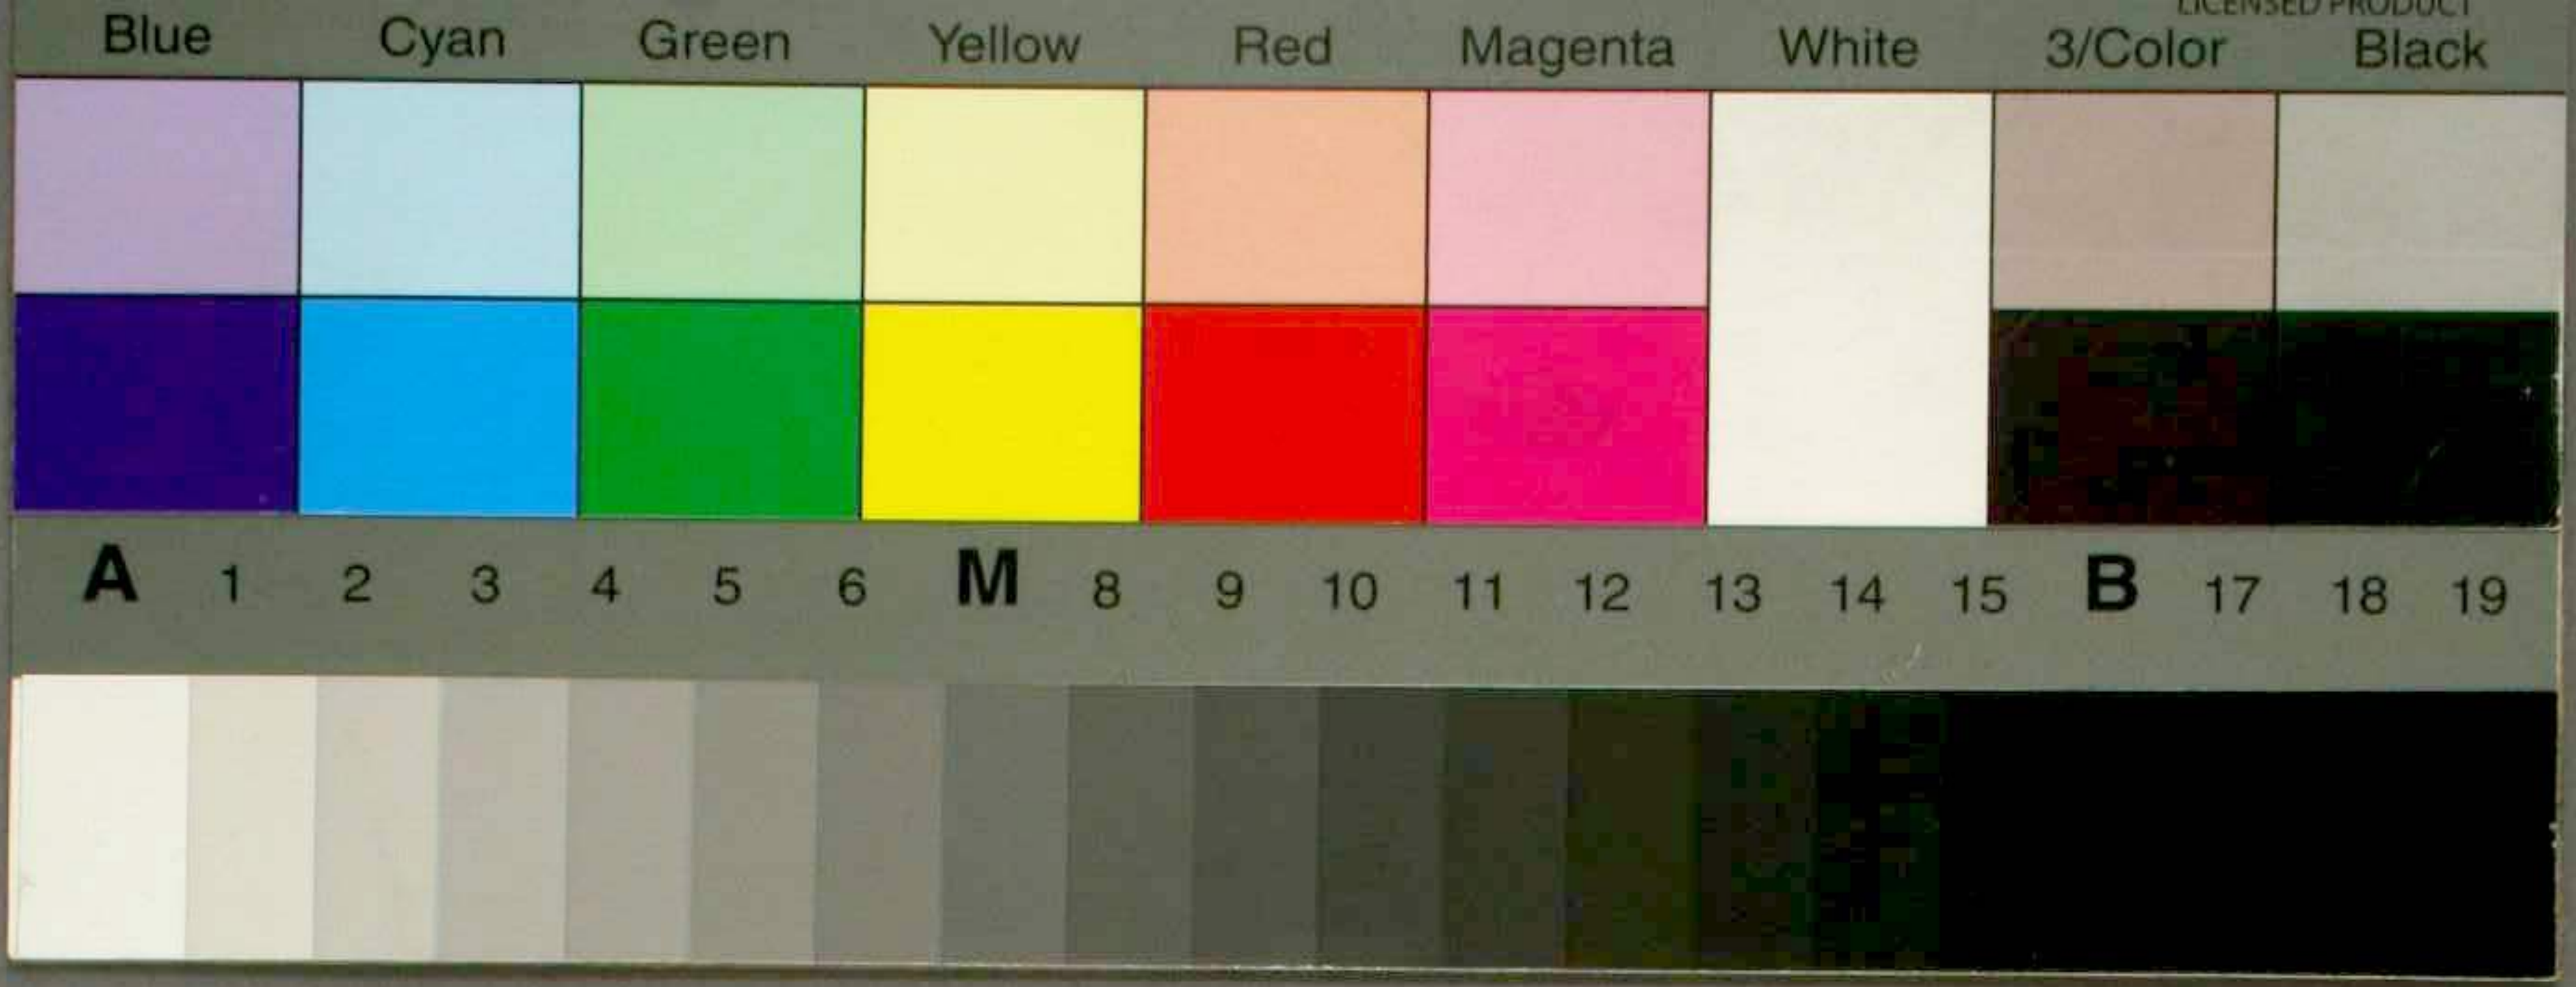 LICENSED PRODUCT
Blue Cyan Green Yellow Red Magenta White 3/Color Black
A 1 2 3 4 5 6 M 8 9 10 11 12 13 14 15 B 17 18 19